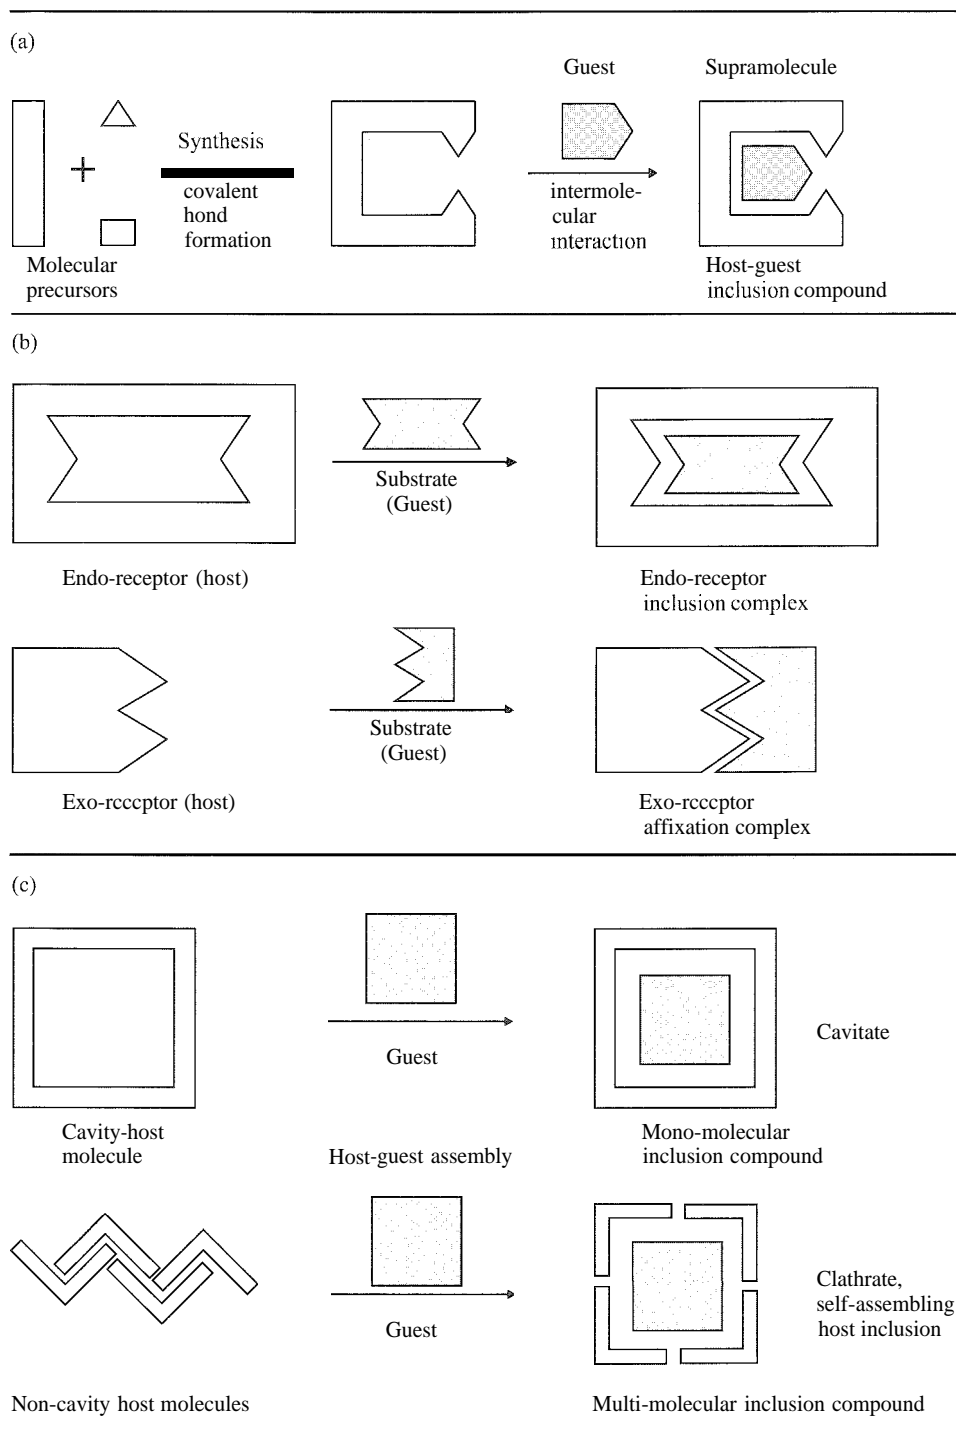 (a)
Guest
Supramolecule
Synthesis
covalent
hond
formation
intermole-
cular
interaction
Molecular
precursors
Host-guest
inclusion compound
(b)
Substrate
(Guest)
Endo-receptor (host)
Endo-receptor
inclusion complex
Substrate
(Guest)
Exo-rcccptor (host)
Exo-rcccptor
affixation complex
(c)
Guest
Cavitate
Cavity-host
molecule
Host-guest assembly
Mono-molecular
inclusion compound
Guest
Clathrate,
self-assembling
host inclusion
Non-cavity host molecules
Multi-molecular inclusion compound